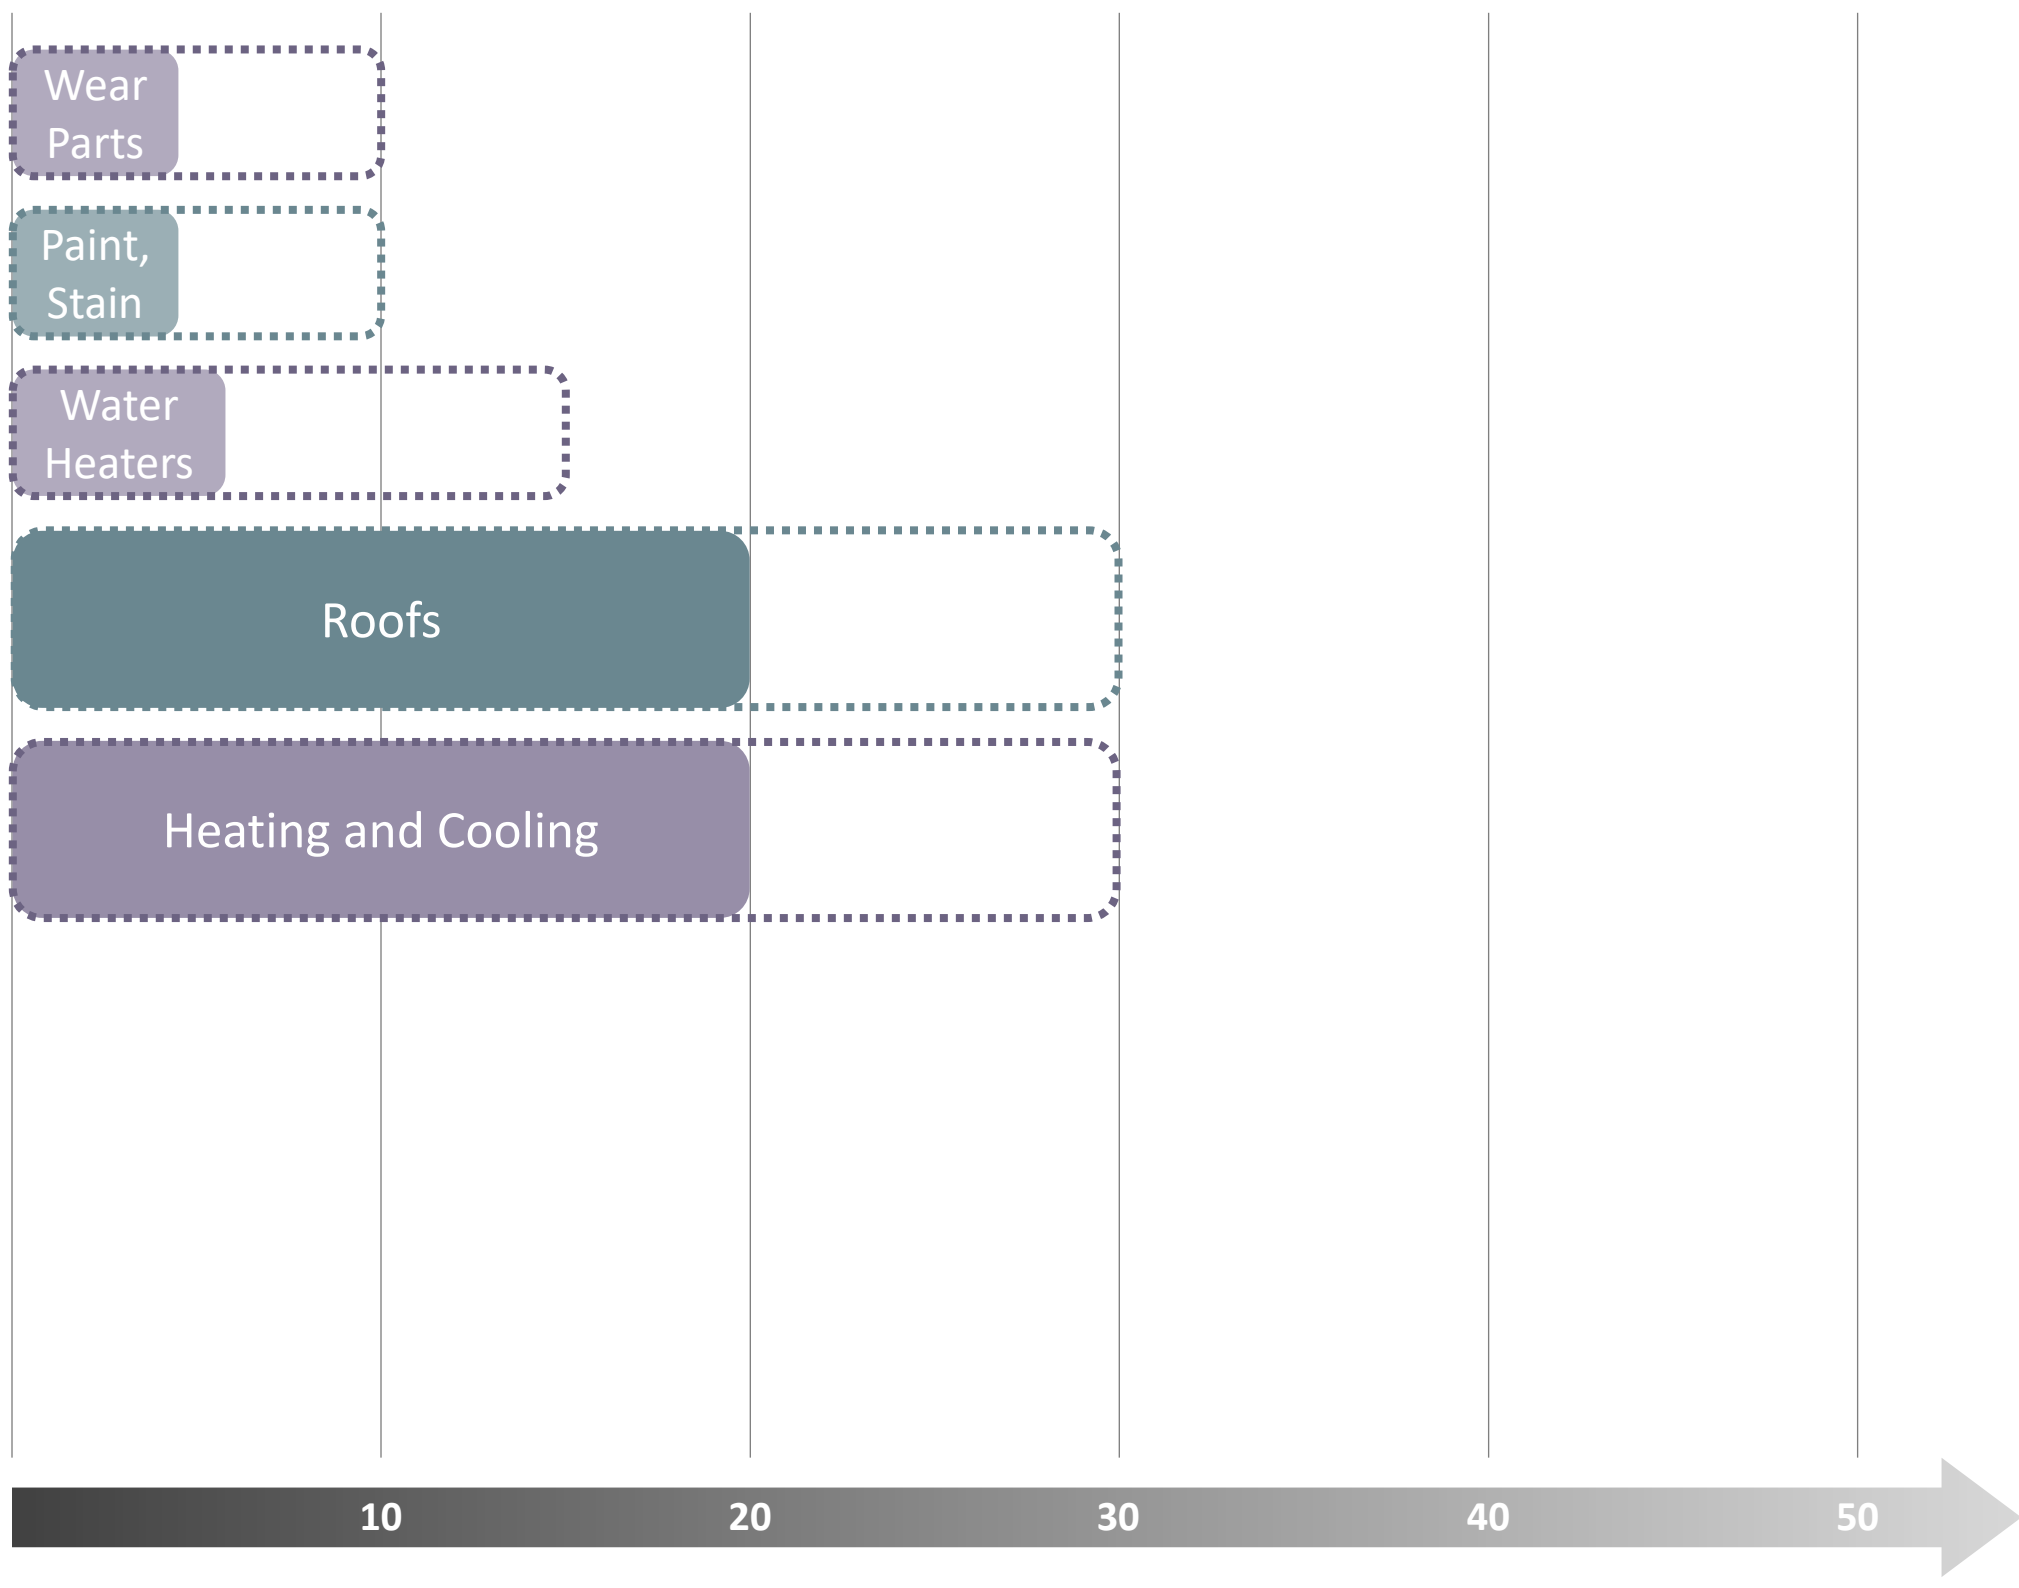 Wear
Parts
Paint,
Stain
Water
Heaters
Roofs
Heating and Cooling
10 20 30 40 50